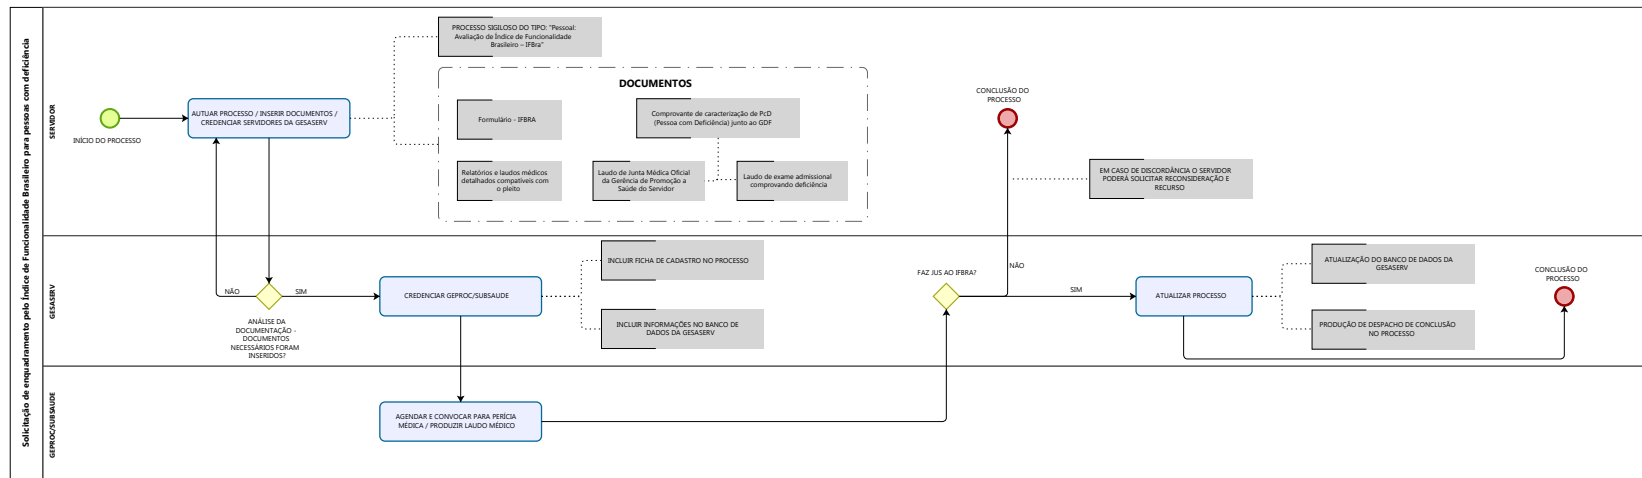 Solicitação de enquadramento pelo Índice de Funcionalidade Brasileiro para pessoas com deficiência
SERVIDOR
INÍCIO DO PROCESSO
AUTUAR PROCESSO / INSERIR DOCUMENTOS /
CREDENCIAR SERVIDORES DA GESASERV
PROCESSO SIGILOSO DO TIPO: "Pessoal:
Avaliação de Índice de Funcionalidade
Brasileiro – IFBra"
DOCUMENTOS
Formulário - IFBRA
Comprovante de caracterização de PcD
(Pessoa com Deficiência) junto ao GDF
Relatórios e laudos médicos
detalhados compatíveis com
o pleito
Laudo de Junta Médica Oficial
da Gerência de Promoção a
Saúde do Servidor
Laudo de exame admissional
comprovando deficiência
CONCLUSÃO DO
PROCESSO
EM CASO DE DISCORDÂNCIA O SERVIDOR
PODERÁ SOLICITAR RECONSIDERAÇÃO E
RECURSO
GESASERV
NÃO
SIM
ANÁLISE DA
DOCUMENTAÇÃO -
DOCUMENTOS
NECESSÁRIOS FORAM
INSERIDOS?
CREDENCIAR GEPROC/SUBSAUDE
INCLUIR FICHA DE CADASTRO NO PROCESSO
INCLUIR INFORMAÇÕES NO BANCO DE
DADOS DA GESASERV
FAZ JUS AO IFBRA?
NÃO
SIM
ATUALIZAR PROCESSO
ATUALIZAÇÃO DO BANCO DE DADOS DA
GESASERV
PRODUÇÃO DE DESPACHO DE CONCLUSÃO
NO PROCESSO
CONCLUSÃO DO
PROCESSO
GEPROC/SUBSAUDE
AGENDAR E CONVOCAR PARA PERÍCIA
MÉDICA / PRODUZIR LAUDO MÉDICO